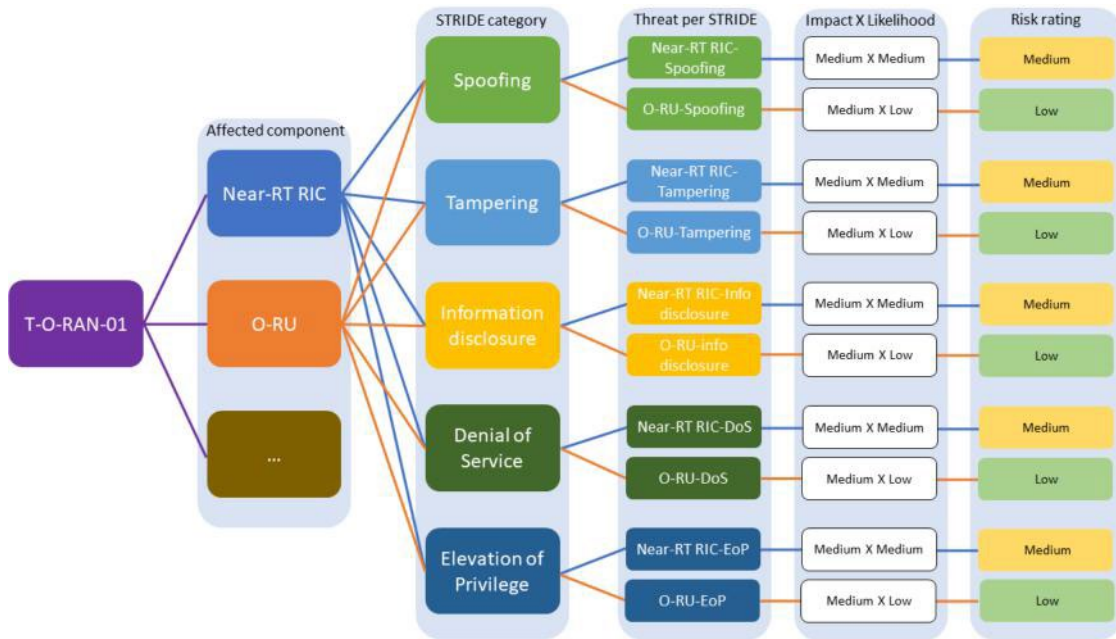 STRIDE category
Threat per STRIDE
Impact X Likelihood
Risk rating
Affected component
T-O-RAN-01
Near-RT RIC
O-RU
...
Spoofing
Near-RT RIC-
Spoofing
Medium X Medium
Medium
O-RU-Spoofing
Medium X Low
Low
Tampering
Near-RT RIC-
Tampering
Medium X Medium
Medium
O-RU-Tampering
Medium X Low
Low
Information
disclosure
Near-RT RIC-Info
disclosure
Medium X Medium
Medium
O-RU-info
disclosure
Medium X Low
Low
Denial of
Service
Near-RT RIC-DoS
Medium X Medium
Medium
O-RU-DoS
Medium X Low
Low
Elevation of
Privilege
Near-RT RIC-EoP
Medium X Medium
Medium
O-RU-EoP
Medium X Low
Low